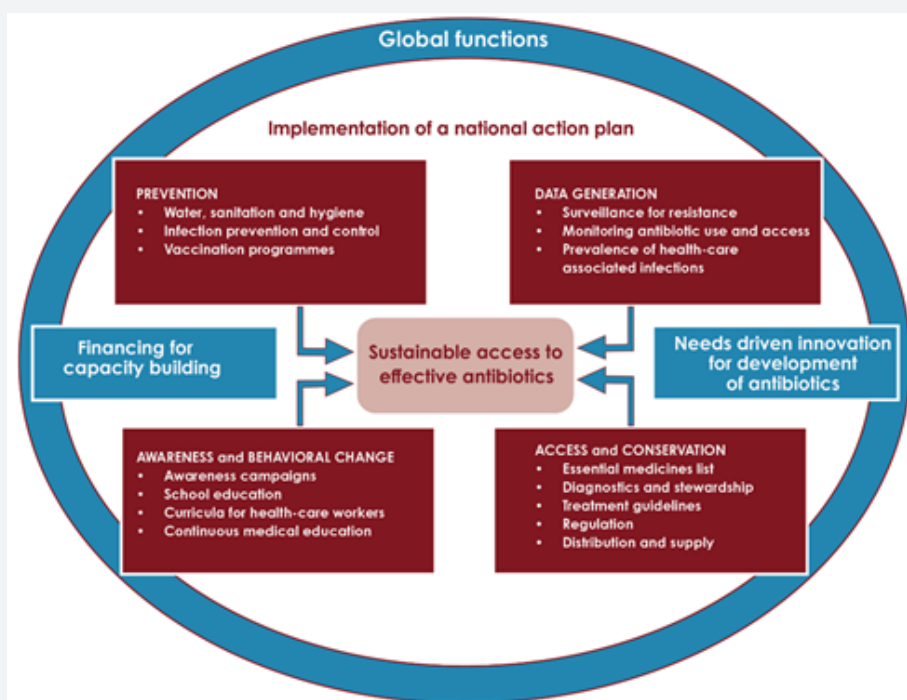 Global functions
Implementation of a national action plan
PREVENTION
• Water, sanitation and hygiene
• Infection prevention and control
• Vaccination programmes
DATA GENERATION
• Surveillance for resistance
• Monitoring antibiotic use and access
• Prevalence of health-care
associated infections
Financing for
capacity building
Sustainable access to
effective antibiotics
Needs driven innovation
for development
of antibiotics
AWARENESS and BEHAVIORAL CHANGE
• Awareness campaigns
• School education
• Curricula for health-care workers
• Continuous medical education
ACCESS and CONSERVATION
• Essential medicines list
• Diagnostics and stewardship
• Treatment guidelines
• Regulation
• Distribution and supply